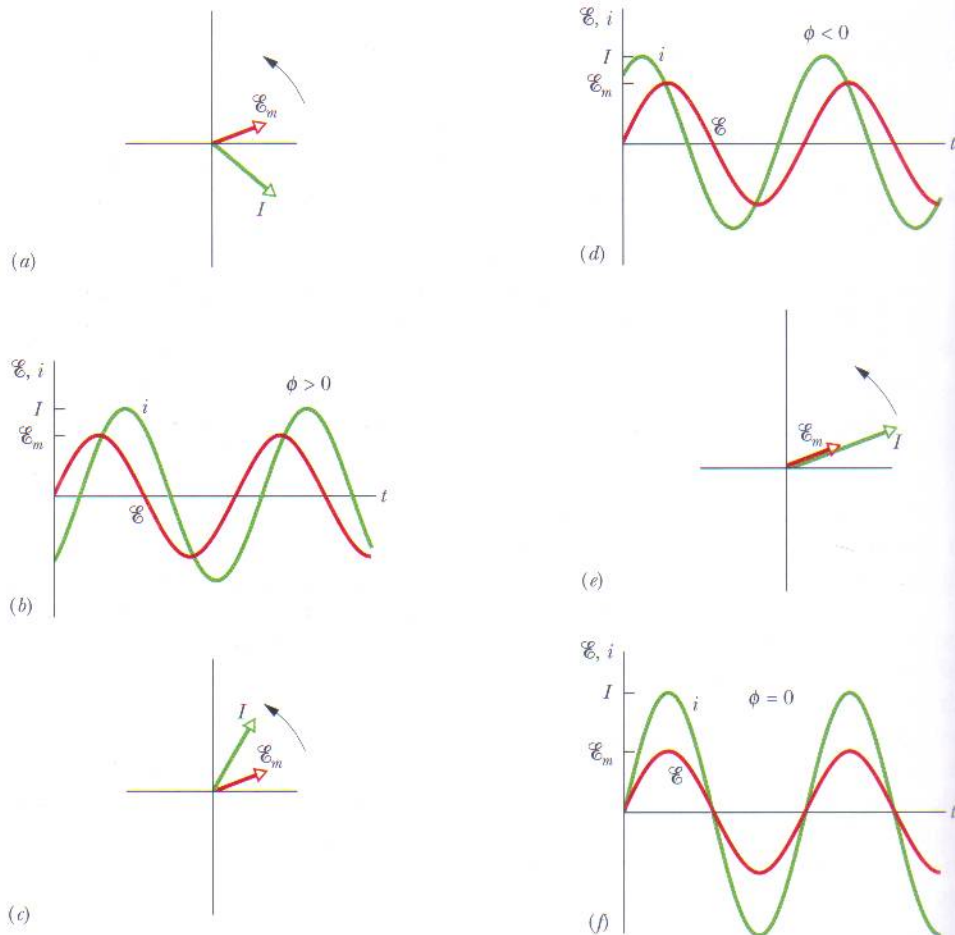 ℰₘ
I
(a)
ℰ, i
ϕ > 0
I
i
ℰₘ
ℰ
t
(b)
I
ℰₘ
(c)
ℰ, i
ϕ < 0
I
i
ℰₘ
ℰ
t
(d)
ℰₘ
I
(e)
ℰ, i
I
i
ϕ = 0
ℰₘ
ℰ
t
(f)